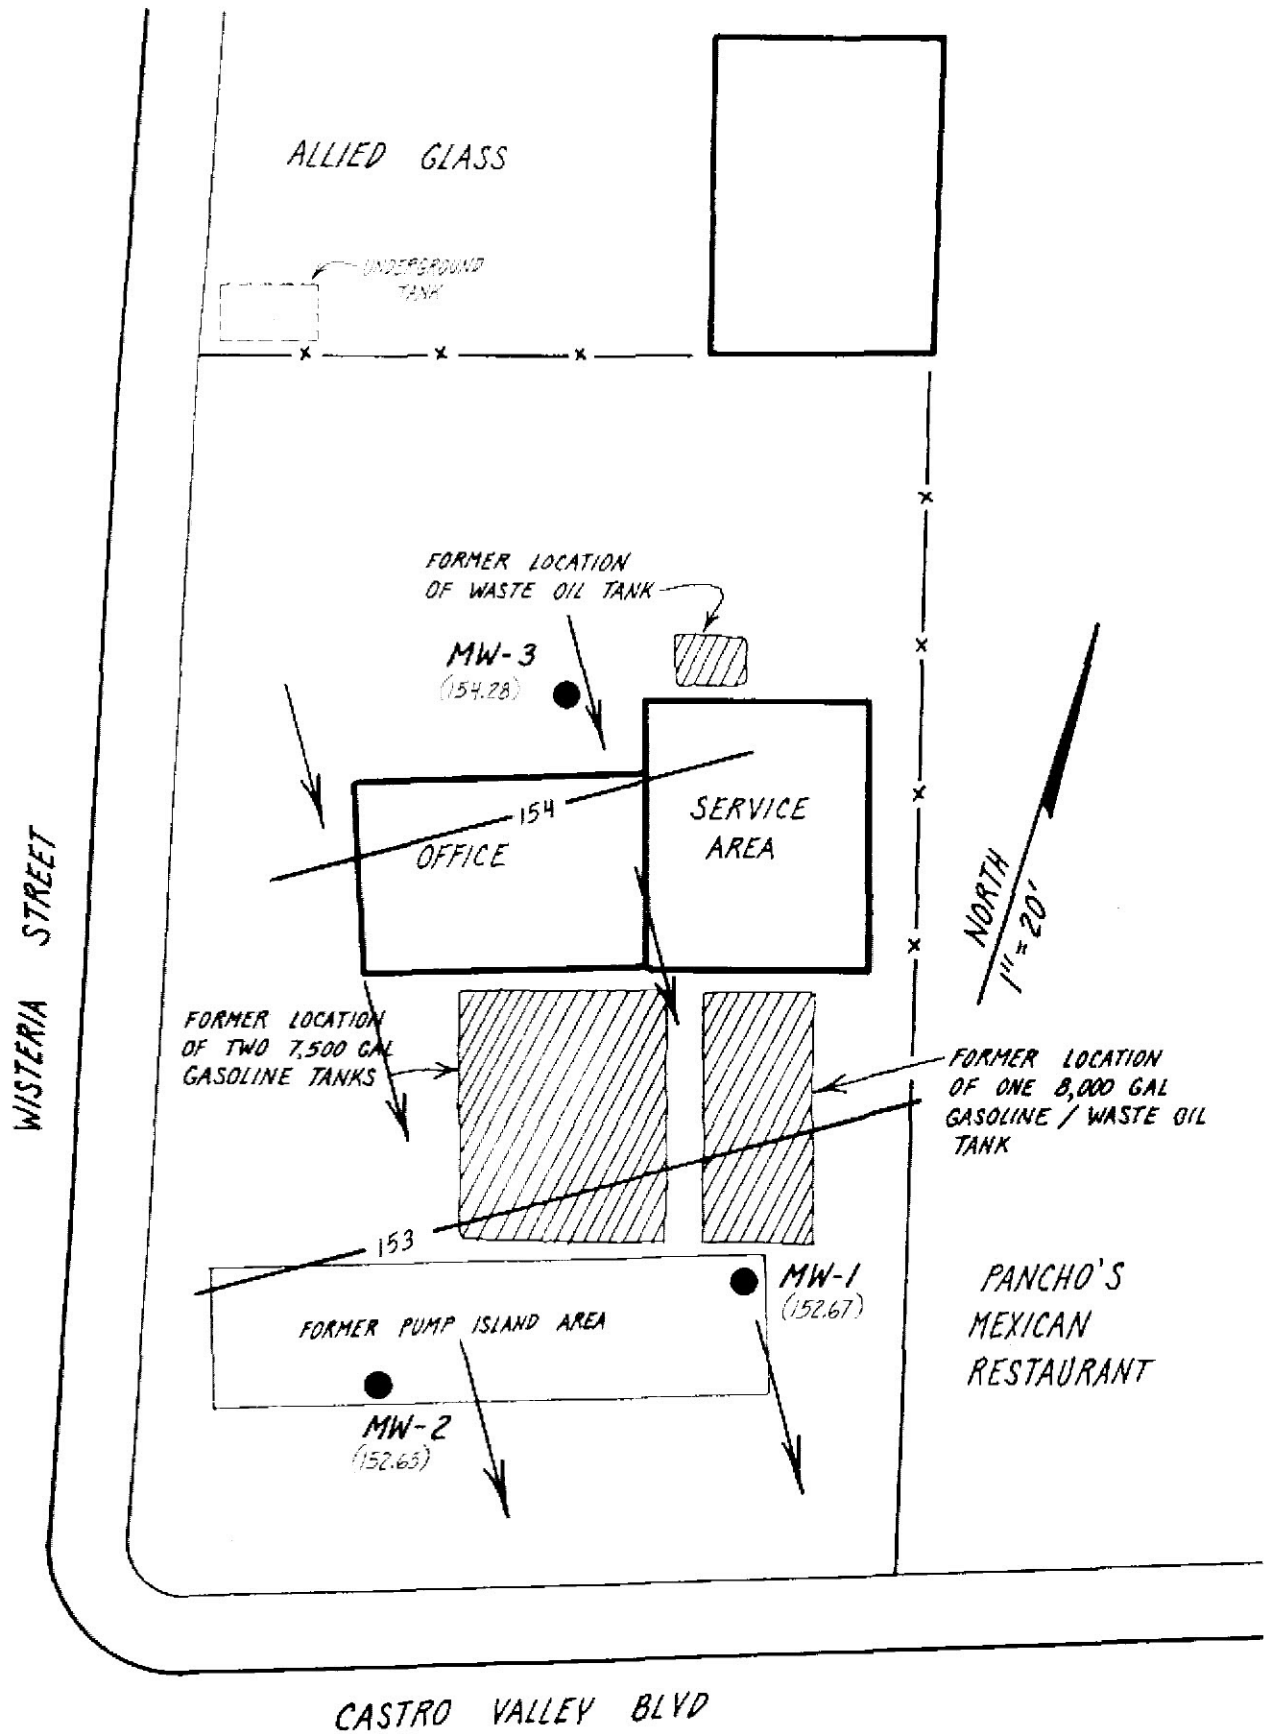 ALLIED GLASS
UNDERGROUND
TANK
FORMER LOCATION
OF WASTE OIL TANK
MW-3
(154.28)
154
OFFICE
SERVICE
AREA
NORTH
1" = 20'
WISTERIA STREET
FORMER LOCATION
OF TWO 7,500 GAL
GASOLINE TANKS
FORMER LOCATION
OF ONE 8,000 GAL
GASOLINE / WASTE OIL
TANK
153
MW-1
(152.67)
FORMER PUMP ISLAND AREA
MW-2
PANCHO'S
MEXICAN
RESTAURANT
CASTRO VALLEY BLVD